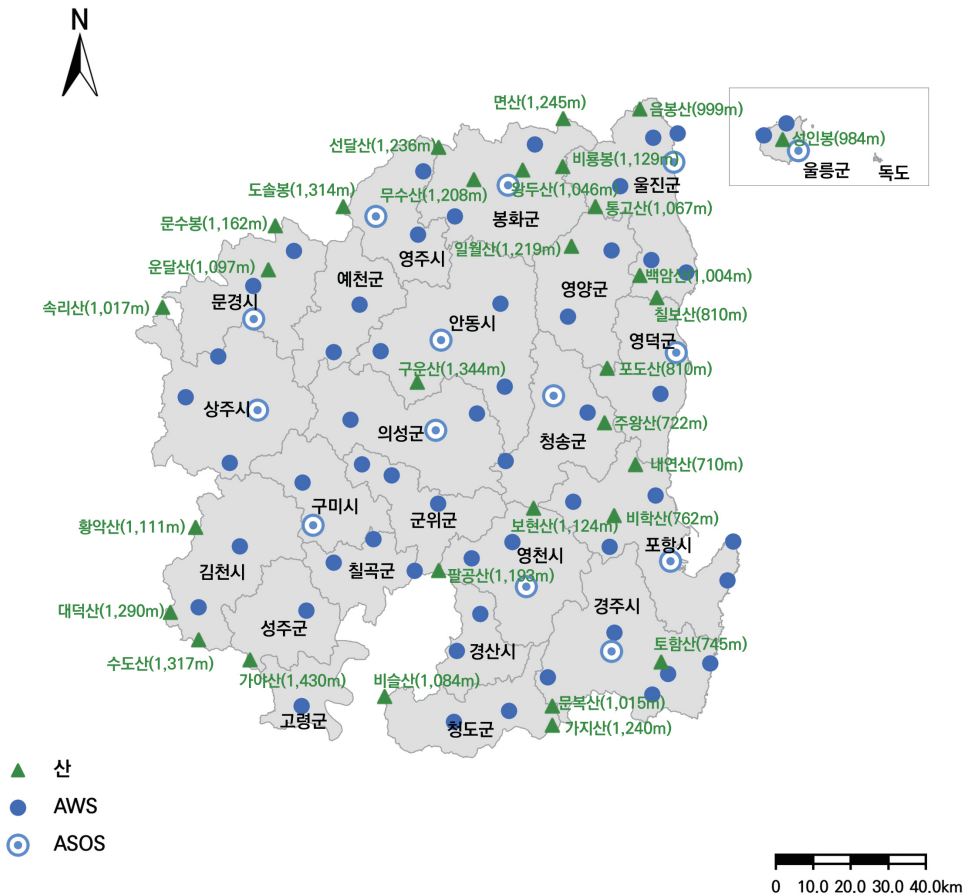 N
면산(1,245m)
음봉산(999m)
선달산(1,236m)
비룡봉(1,129m)
성인봉(984m)
울릉군
독도
도솔봉(1,314m)
무수산(1,208m)
왕두산(1,046m)
울진군
문수봉(1,162m)
봉화군
통고산(1,067m)
영주시
일월산(1,219m)
운달산(1,097m)
예천군
영양군
백암산(1,004m)
속리산(1,017m)
문경시
안동시
칠보산(810m)
영덕군
구운산(1,344m)
포도산(810m)
상주시
의성군
청송군
주왕산(722m)
내연산(710m)
구미시
군위군
보현산(1,124m)
비학산(762m)
황악산(1,111m)
영천시
포항시
김천시
칠곡군
팔공산(1,193m)
대덕산(1,290m)
성주군
경주시
수도산(1,317m)
경산시
토함산(745m)
가야산(1,430m)
비슬산(1,084m)
고령군
청도군
문복산(1,015m)
가지산(1,240m)
산
AWS
ASOS
0 10.0 20.0 30.0 40.0km